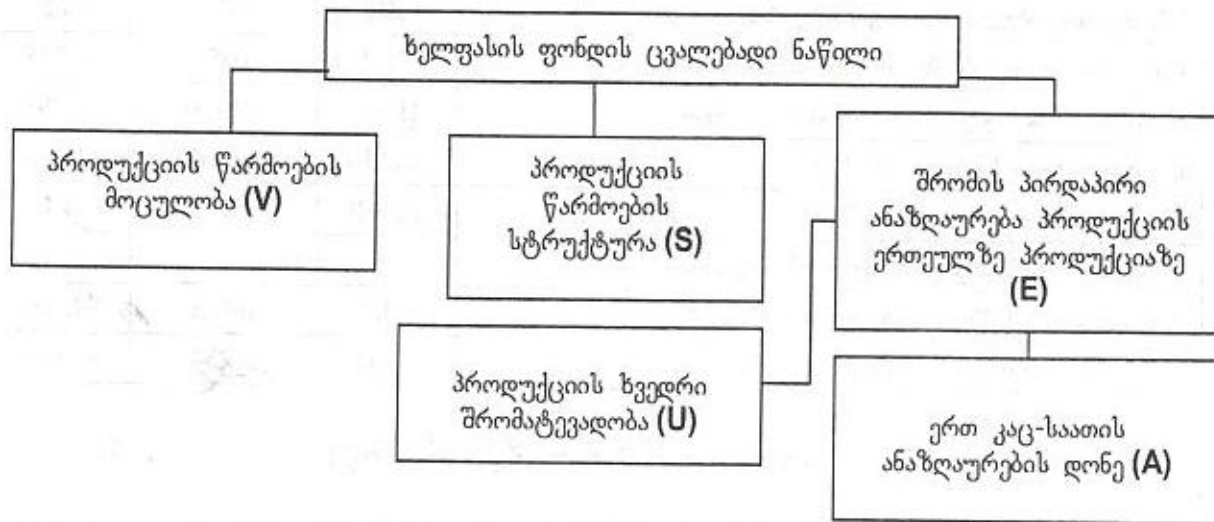 ხელფასის ფონდის ცვალებადი ნაწილი
პროდუქციის წარმოების
მოცულობა (V)
პროდუქციის
წარმოების
სტრუქტურა (S)
შრომის პირდაპირი
ანაზღაურება პროდუქციის
ერთეულზე პროდუქციაზე
(E)
პროდუქციის ხვედრი
შრომატევადობა (U)
ერთ კაც-საათის
ანაზღაურების დონე (A)